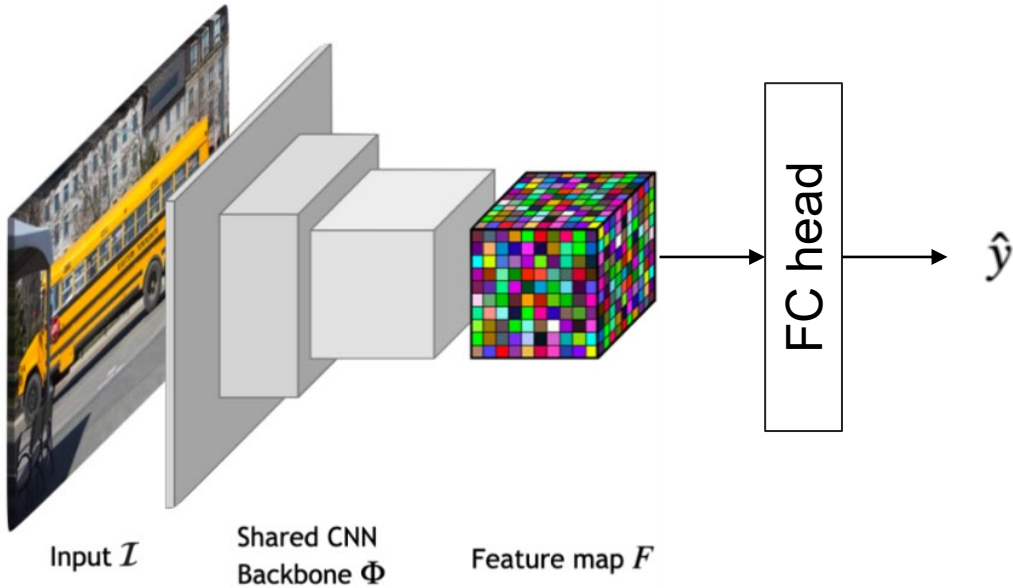 FC head
ŷ
Input 𝓘
Shared CNN
Backbone Φ
Feature map F